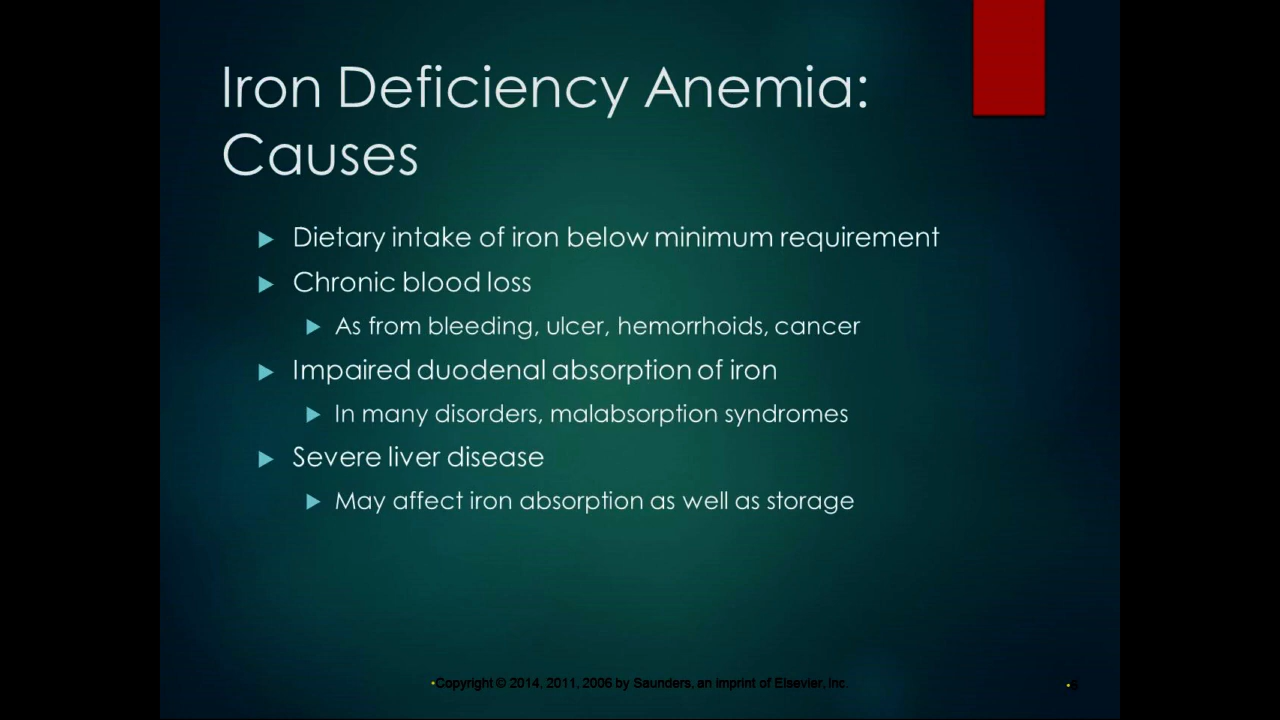 Iron Deficiency Anemia:
Causes
Dietary intake of iron below minimum requirement
Chronic blood loss
As from bleeding, ulcer, hemorrhoids, cancer
Impaired duodenal absorption of iron
In many disorders, malabsorption syndromes
Severe liver disease
May affect iron absorption as well as storage
•Copyright © 2014, 2011, 2006 by Saunders, an imprint of Elsevier, Inc.